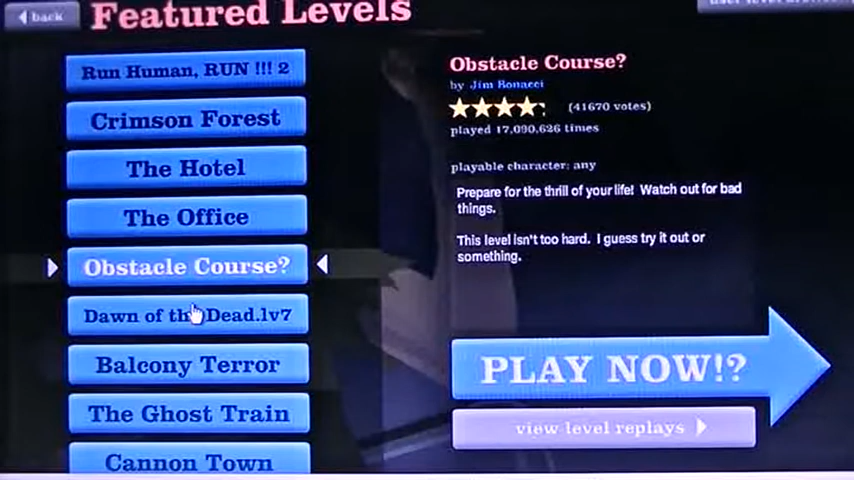 back
Featured Levels
Run Human, RUN !!! 2
Crimson Forest
The Hotel
The Office
Obstacle Course?
Dawn of the Dead.lv7
Balcony Terror
The Ghost Train
Cannon Town
Obstacle Course?
by Jim Bonacci
(41670 votes)
played 17,090,626 times
playable character: any
Prepare for the thrill of your life! Watch out for bad
things.
This level isn't too hard. I guess try it out or
something.
PLAY NOW!?
view level replays